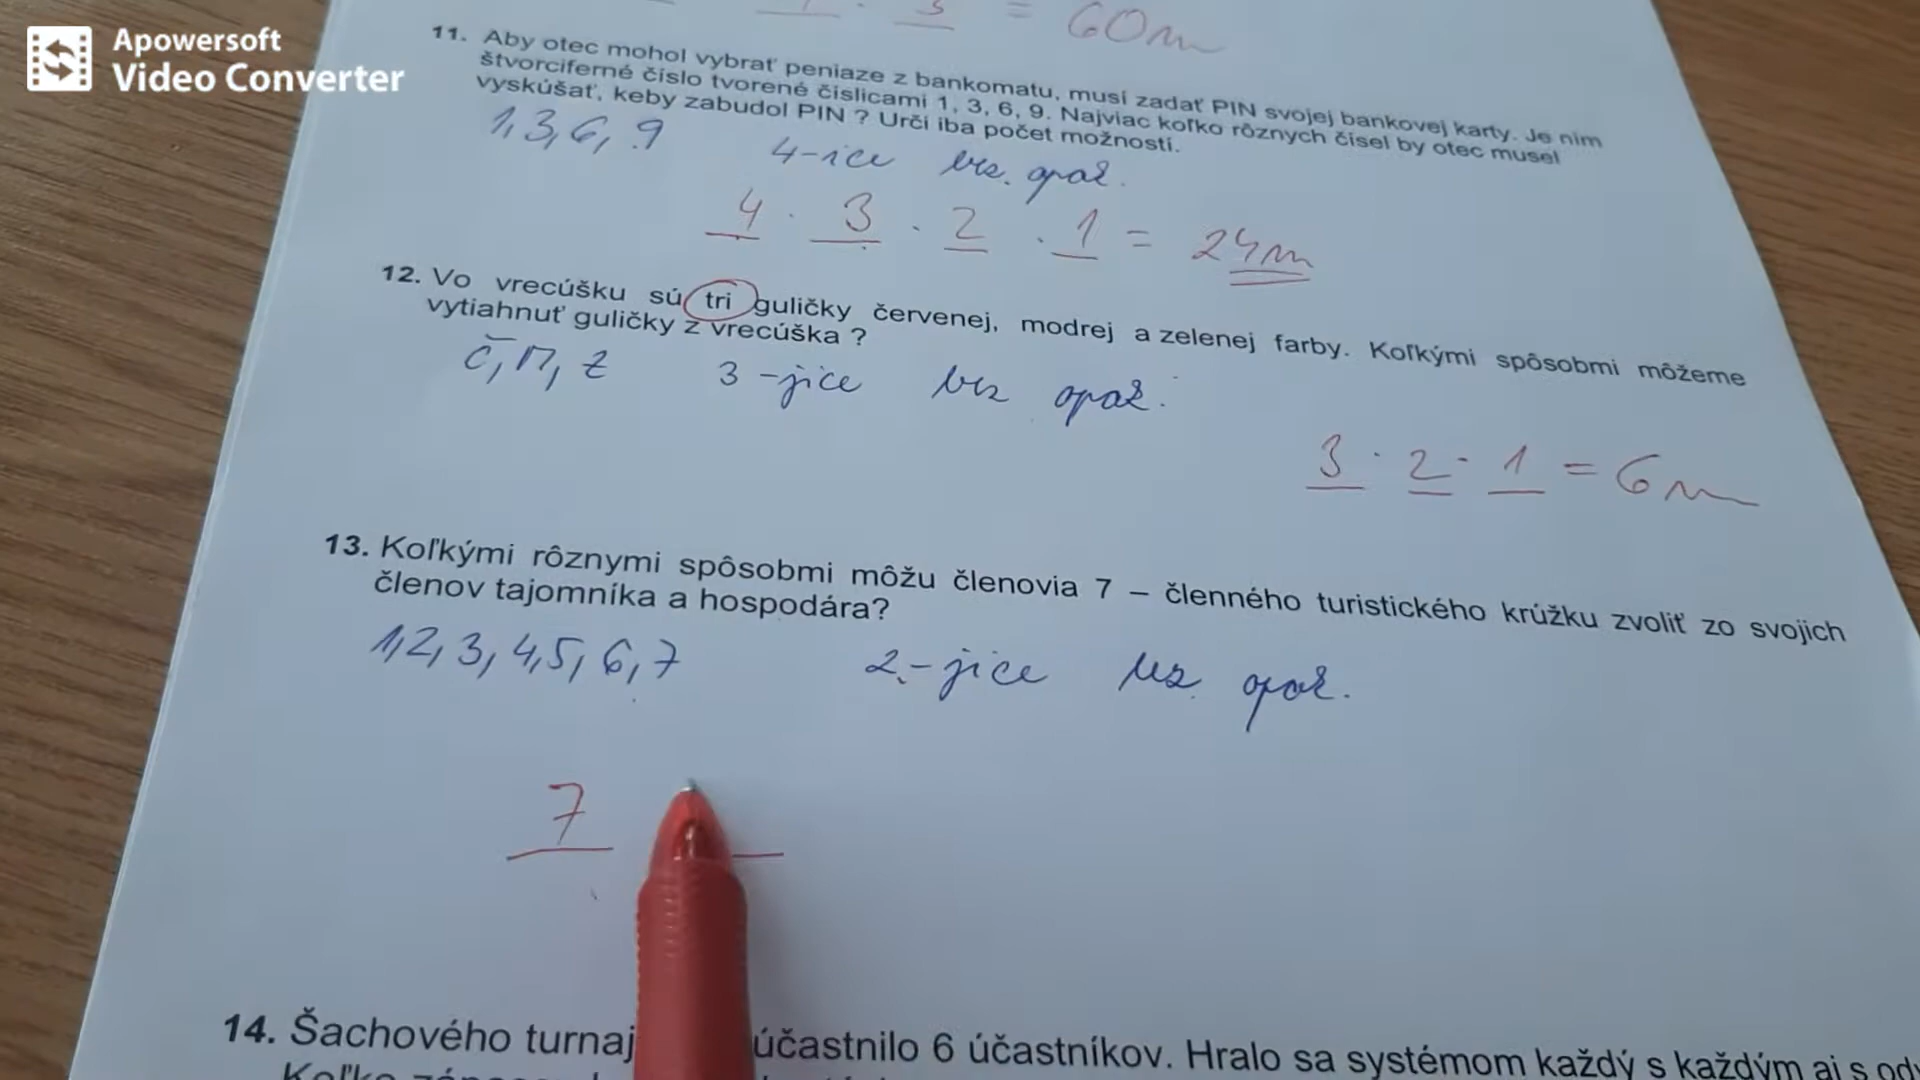 Apowersoft
Video Converter
3 = 60m
11. Aby otec mohol vybrať peniaze z bankomatu, musí zadať PIN svojej bankovej karty. Je ním
štvorciferné číslo tvorené číslicami 1, 3, 6, 9. Najviac koľko rôznych čísel by otec musel
vyskúšať, keby zabudol PIN ? Urči iba počet možností.
1, 3, 6, 9 4-ice bez. opak.
4 · 3 · 2 · 1 = 24m
12. Vo vrecúšku sú tri guličky červenej, modrej a zelenej farby. Koľkými spôsobmi môžeme
vytiahnuť guličky z vrecúška ?
Č, M, Z 3-jice bez opak.
3 · 2 · 1 = 6m
13. Koľkými rôznymi spôsobmi môžu členovia 7 – členného turistického krúžku zvoliť zo svojich
členov tajomníka a hospodára?
1, 2, 3, 4, 5, 6, 7 2-jice bez opak.
7
14. Šachového turnaj účastnilo 6 účastníkov. Hralo sa systémom každý s každým aj s odv